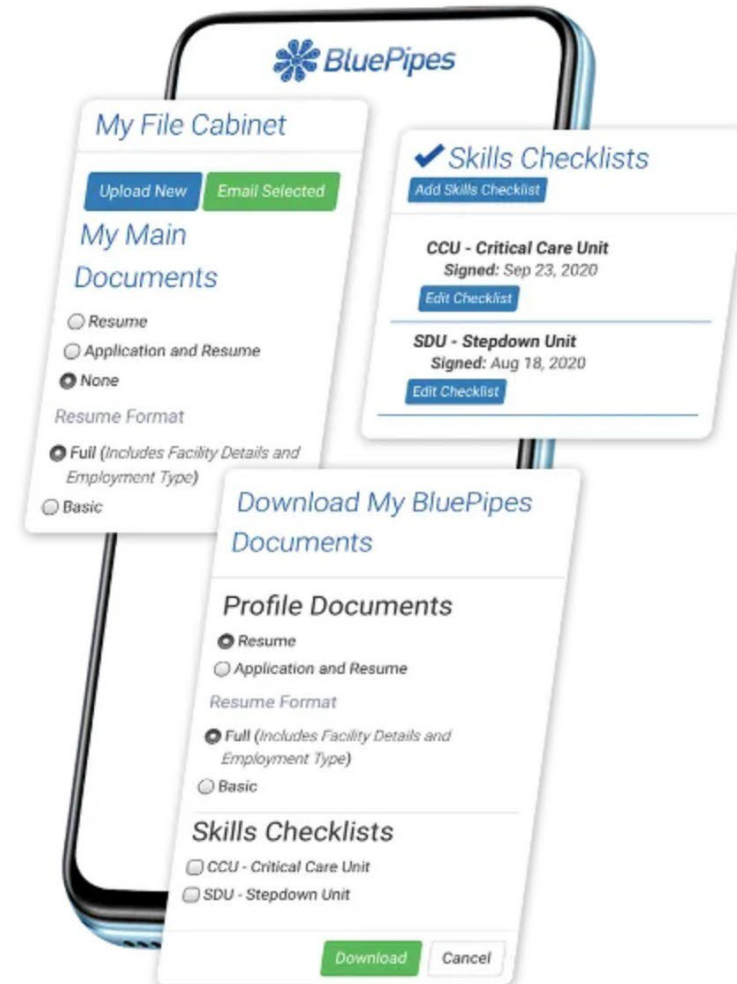 BluePipes
My File Cabinet
Upload New
Email Selected
My Main
Documents
Resume
Application and Resume
None
Resume Format
Full (Includes Facility Details and
Employment Type)
Basic
Skills Checklists
Add Skills Checklist
CCU - Critical Care Unit
Signed: Sep 23, 2020
Edit Checklist
SDU - Stepdown Unit
Signed: Aug 18, 2020
Edit Checklist
Download My BluePipes
Documents
Profile Documents
Resume
Application and Resume
Resume Format
Full (Includes Facility Details and
Employment Type)
Basic
Skills Checklists
CCU - Critical Care Unit
SDU - Stepdown Unit
Download
Cancel